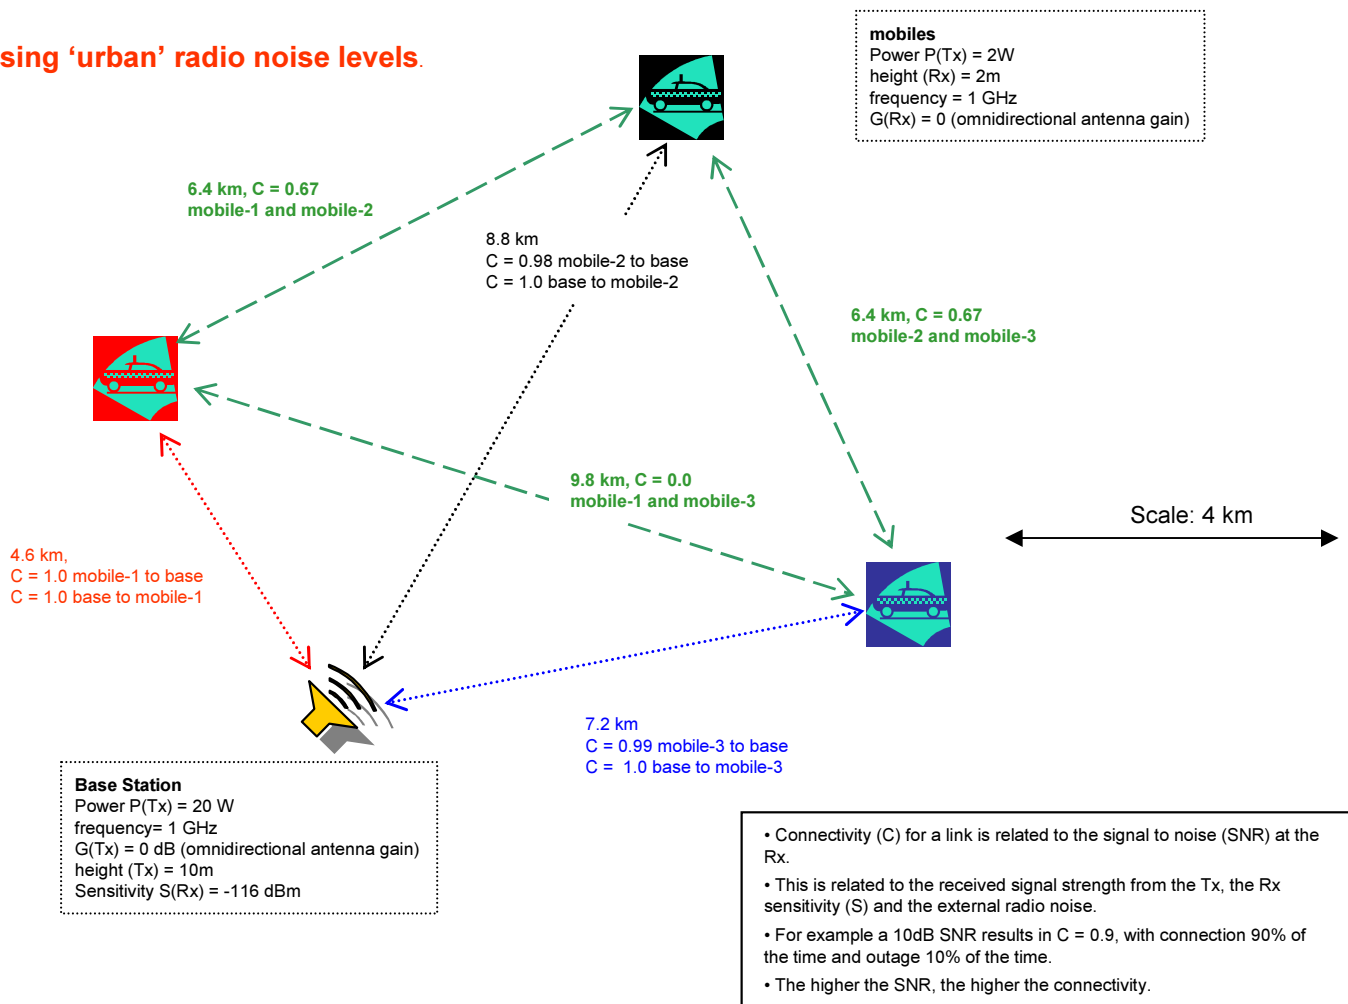 sing ‘urban’ radio noise levels.
mobiles
Power P(Tx) = 2W
height (Rx) = 2m
frequency = 1 GHz
G(Rx) = 0 (omnidirectional antenna gain)
6.4 km, C = 0.67
mobile-1 and mobile-2
8.8 km
C = 0.98 mobile-2 to base
C = 1.0 base to mobile-2
6.4 km, C = 0.67
mobile-2 and mobile-3
9.8 km, C = 0.0
mobile-1 and mobile-3
Scale: 4 km
4.6 km,
C = 1.0 mobile-1 to base
C = 1.0 base to mobile-1
7.2 km
C = 0.99 mobile-3 to base
C =  1.0 base to mobile-3
Base Station
Power P(Tx) = 20 W
frequency= 1 GHz
G(Tx) = 0 dB (omnidirectional antenna gain)
height (Tx) = 10m
Sensitivity S(Rx) = -116 dBm
• Connectivity (C) for a link is related to the signal to noise (SNR) at the
Rx.
• This is related to the received signal strength from the Tx, the Rx
sensitivity (S) and the external radio noise.
• For example a 10dB SNR results in C = 0.9, with connection 90% of
the time and outage 10% of the time.
• The higher the SNR, the higher the connectivity.